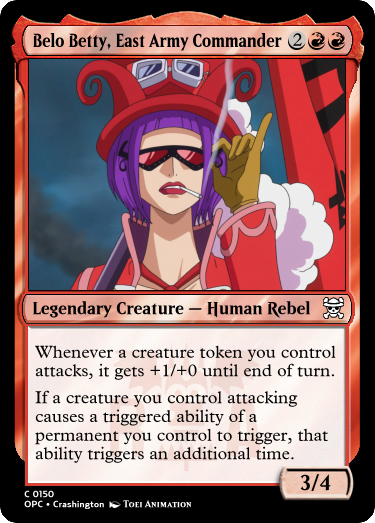 Belo Betty, East Army Commander 2
Legendary Creature — Human Rebel
Whenever a creature token you control
attacks, it gets +1/+0 until end of turn.
If a creature you control attacking
causes a triggered ability of a
permanent you control to trigger, that
ability triggers an additional time.
3/4
C 0150
OPC • Crashington Toei Animation